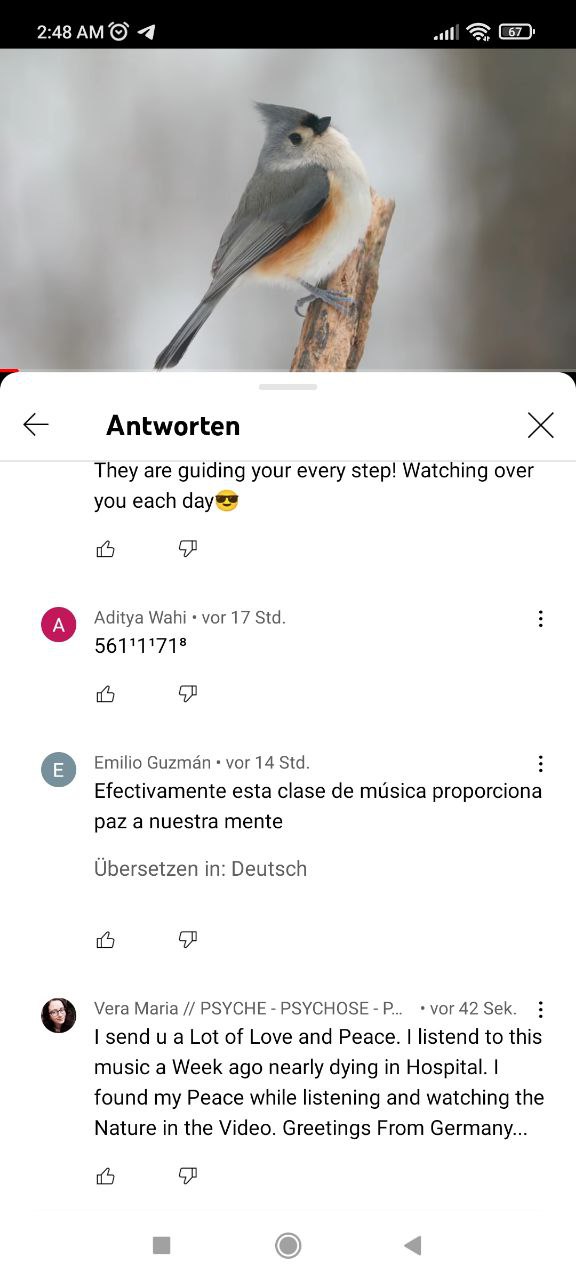 2:48 AM
67
Antworten
They are guiding your every step! Watching over
you each day😎
A
Aditya Wahi • vor 17 Std.
561¹1¹71⁸
E
Emilio Guzmán • vor 14 Std.
Efectivamente esta clase de música proporciona
paz a nuestra mente
Übersetzen in: Deutsch
Vera Maria // PSYCHE - PSYCHOSE - P... • vor 42 Sek.
I send u a Lot of Love and Peace. I listend to this
music a Week ago nearly dying in Hospital. I
found my Peace while listening and watching the
Nature in the Video. Greetings From Germany...